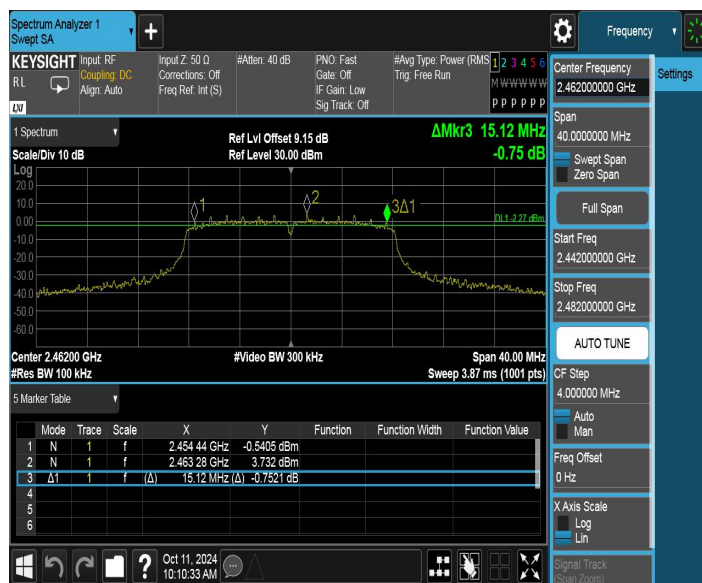 Spectrum Analyzer 1
Swept SA
Frequency
KEYSIGHT
Input: RF
Coupling: DC
Align: Auto
Input Z: 50 Ω
Corrections: Off
Freq Ref: Int (S)
#Atten: 40 dB
PNO: Fast
Gate: Off
IF Gain: Low
Sig Track: Off
#Avg Type: Power (RMS
Trig: Free Run
1 2 3 4 5 6
M W W W W W
P P P P P P
R L
LXI
Settings
Center Frequency
2.462000000 GHz
Span
40.0000000 MHz
Swept Span
Zero Span
Full Span
Start Freq
2.442000000 GHz
Stop Freq
2.482000000 GHz
AUTO TUNE
CF Step
4.000000 MHz
Auto
Man
Freq Offset
0 Hz
X Axis Scale
Log
Lin
Signal Track
(Span Zoom)
1 Spectrum
Scale/Div 10 dB
Ref Lvl Offset 9.15 dB
Ref Level 30.00 dBm
ΔMkr3 15.12 MHz
-0.75 dB
Log
20.0
10.0
0.00
-10.0
-20.0
-30.0
-40.0
-50.0
-60.0
1
2
3Δ1
DL1 -2.27 dBm
Center 2.46200 GHz
#Res BW 100 kHz
#Video BW 300 kHz
Span 40.00 MHz
Sweep 3.87 ms (1001 pts)
5 Marker Table
Mode Trace Scale X Y Function Function Width Function Value
1 N 1 f 2.454 44 GHz -0.5405 dBm
2 N 1 f 2.463 28 GHz 3.732 dBm
3 Δ1 1 f (Δ) 15.12 MHz (Δ) -0.7521 dB
4
5
6
?
Oct 11, 2024
10:10:33 AM